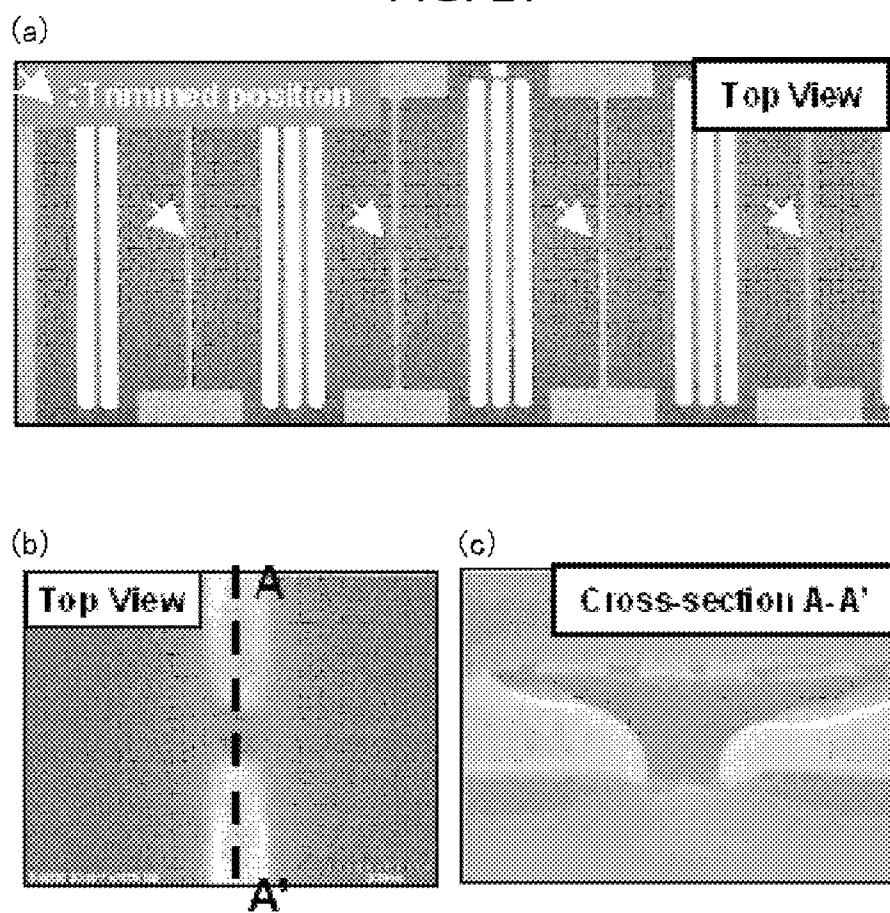 (a)
:Trimmed position
Top View
(b)
(c)
Top View
A
Cross-section A-A'
A'